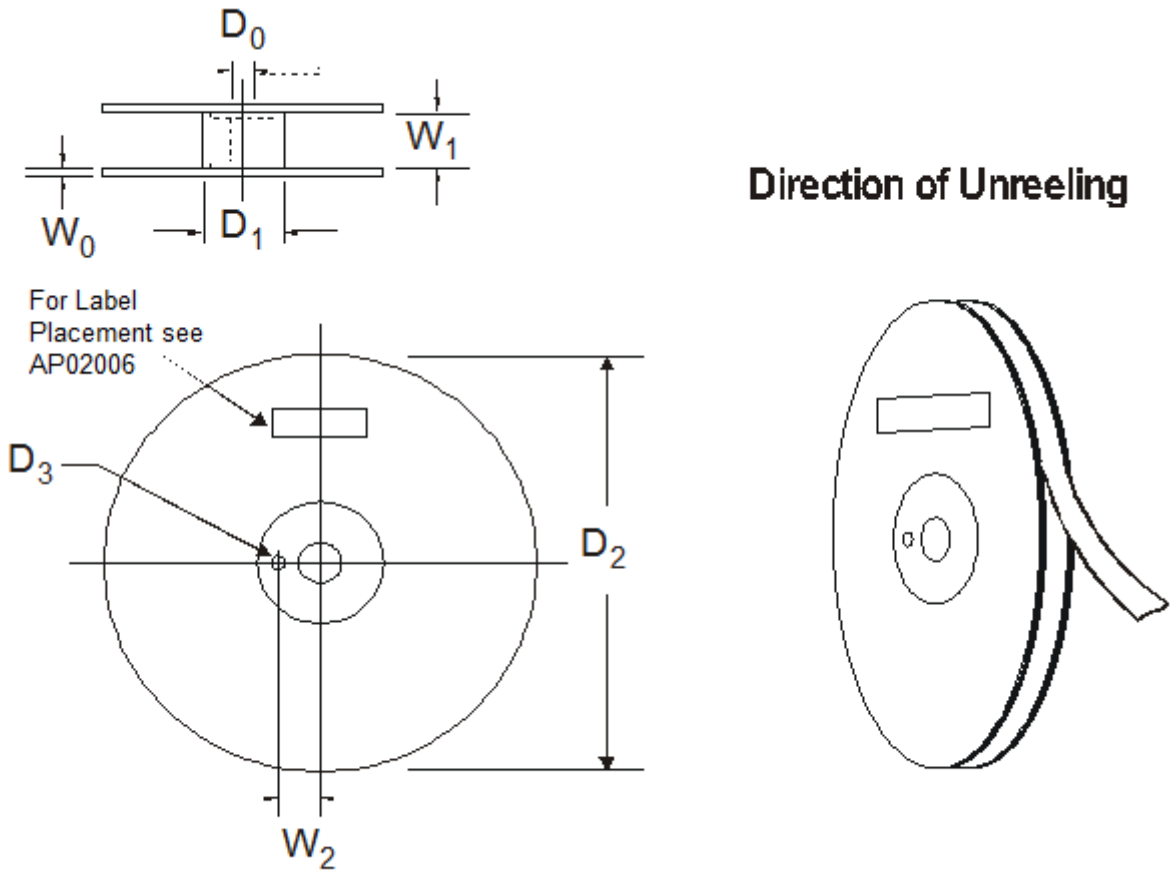 D0
W1
W0
D1
Direction of Unreeling
For Label
Placement see
AP02006
D3
D2
W2